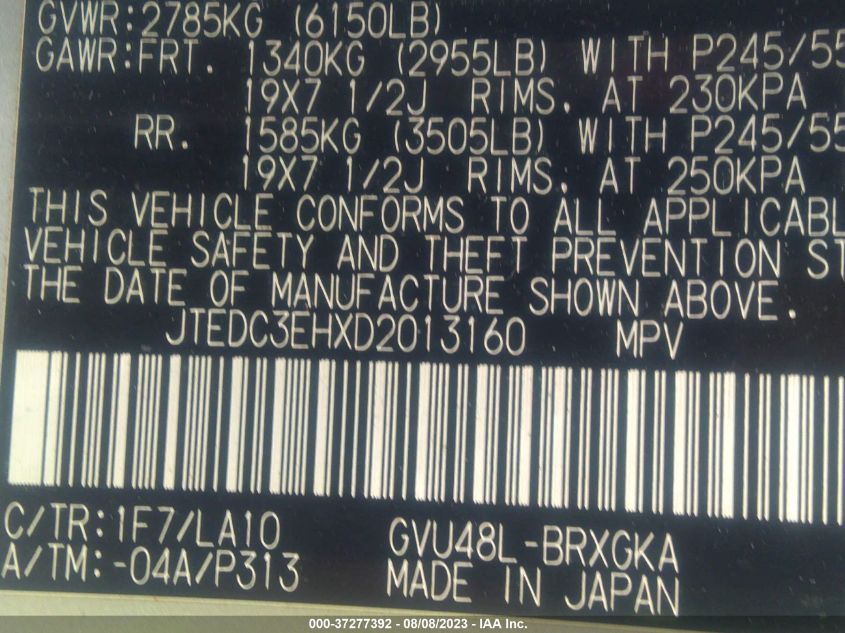 GVWR:2785KG (6150LB)
GAWR:FRT. 1340KG (2955LB) WITH P245/55
19X7 1/2J RIMS, AT 230KPA
RR. 1585KG (3505LB) WITH P245/55
19X7 1/2J RIMS, AT 250KPA
THIS VEHICLE CONFORMS TO ALL APPLICABL
VEHICLE SAFETY AND THEFT PREVENTION ST
THE DATE OF MANUFACTURE SHOWN ABOVE.
JTEDC3EHXD2013160 MPV
C/TR:1F7/LA10 GVU48L-BRXGKA
A/TM:-04A/P313 MADE IN JAPAN
000-37277392 - 08/08/2023 - IAA Inc.